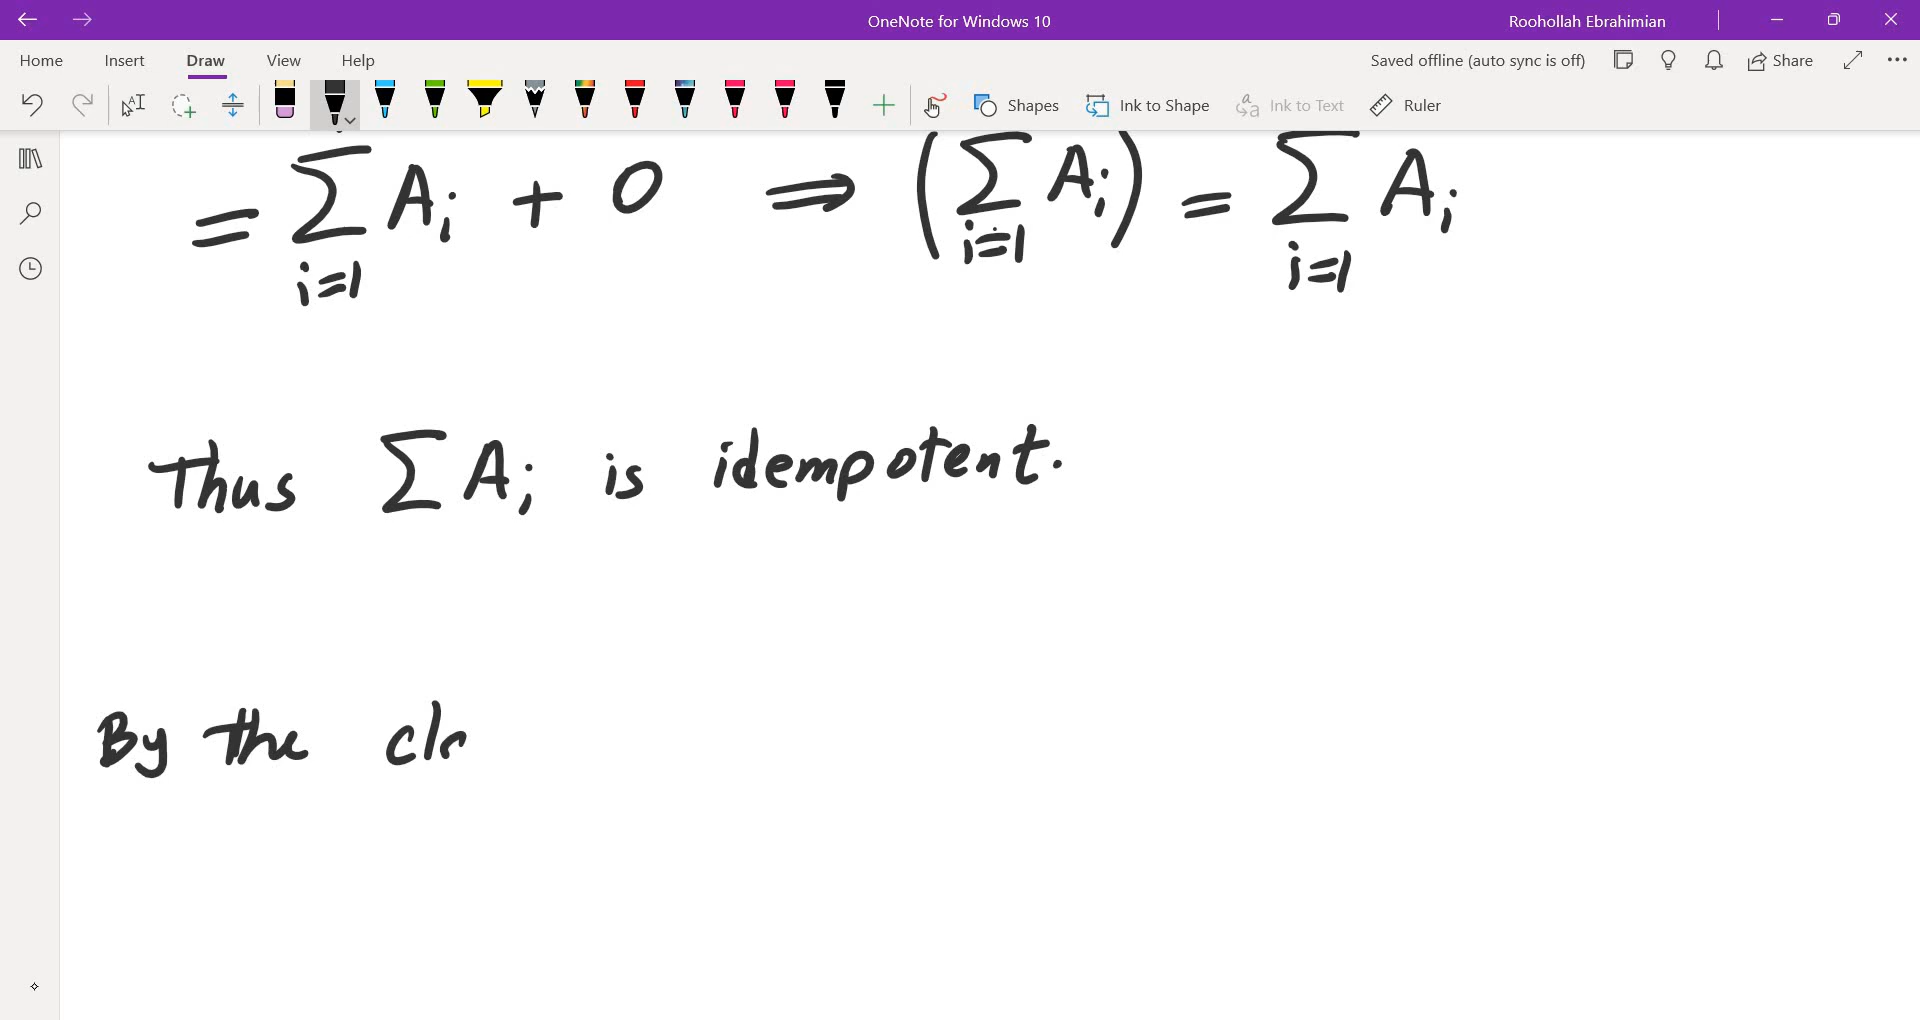 OneNote for Windows 10 Roohollah Ebrahimian
Home Insert Draw View Help Saved offline (auto sync is off) Share
AI Shapes Ink to Shape Ink to Text Ruler
= ∑ A_i + 0 ⟹ (∑ A_i) = ∑ A_i
i=1 i=1 i=1
Thus ∑ A_i is idempotent.
By the cla